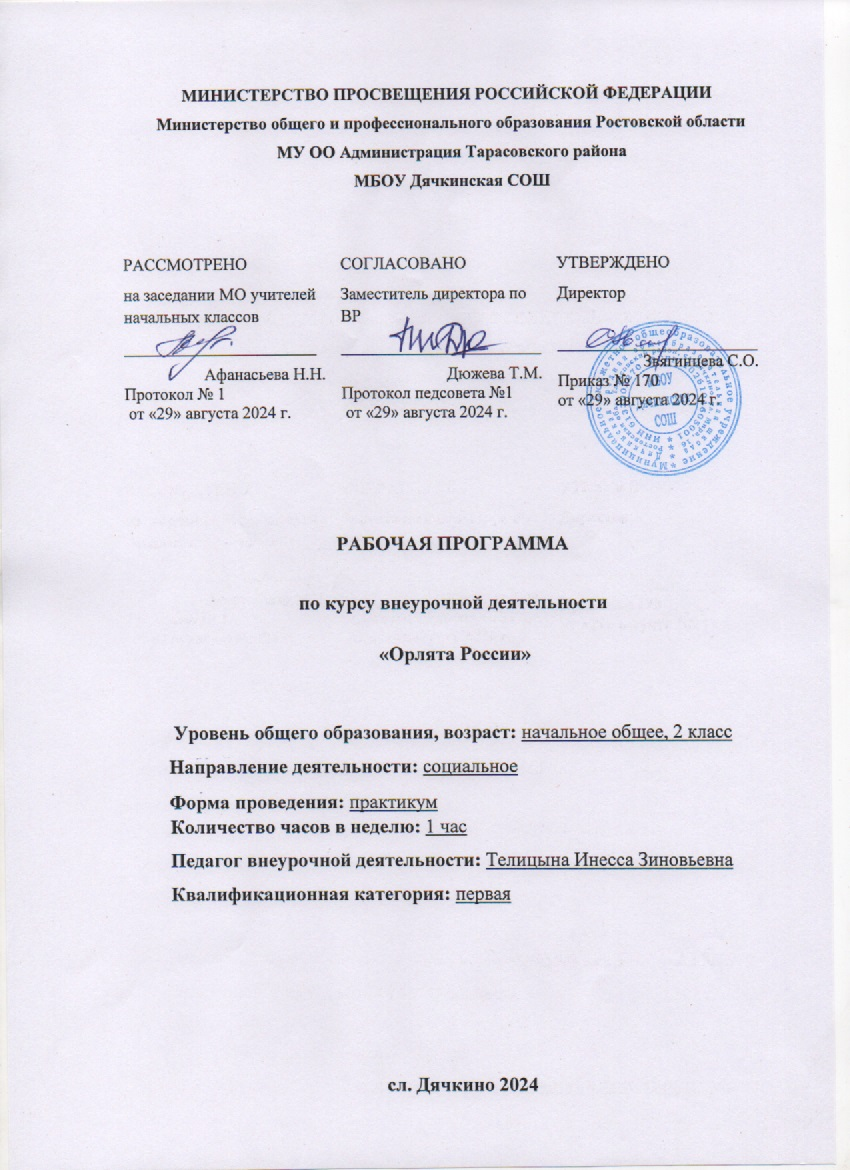 МИНИСТЕРСТВО ПРОСВЕЩЕНИЯ РОССИЙСКОЙ ФЕДЕРАЦИИ
Министерство общего и профессионального образования Ростовской области
МУ ОО Администрация Тарасовского района
МБОУ Дячкинская СОШ
РАССМОТРЕНО
на заседании МО учителей
начальных классов
Афанасьева Н.Н.
Протокол № 1
от «29» августа 2024 г.
СОГЛАСОВАНО
Заместитель директора по
ВР
Дюжева Т.М.
Протокол педсовета №1
от «29» августа 2024 г.
УТВЕРЖДЕНО
Директор
Звягинцева С.О.
Приказ № 170
от «29» августа 2024 г.
СОШ
РАБОЧАЯ ПРОГРАММА
по курсу внеурочной деятельности
«Орлята России»
Уровень общего образования, возраст: начальное общее, 2 класс
Направление деятельности: социальное
Форма проведения: практикум
Количество часов в неделю: 1 час
Педагог внеурочной деятельности: Телицына Инесса Зиновьевна
Квалификационная категория: первая
сл. Дячкино 2024